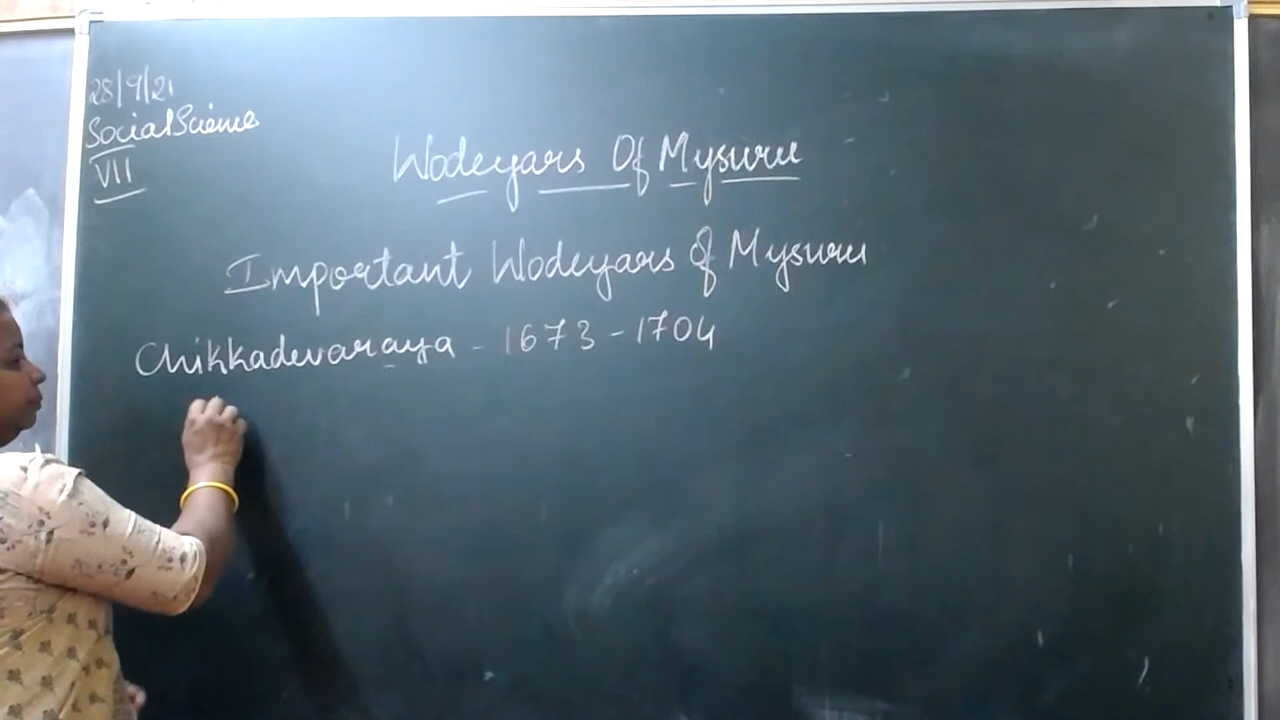 28/9/21
Social Science
VII
Wodeyars Of Mysuru
Important Wodeyars Of Mysuru
Chikkadevaraya - 1673 - 1704